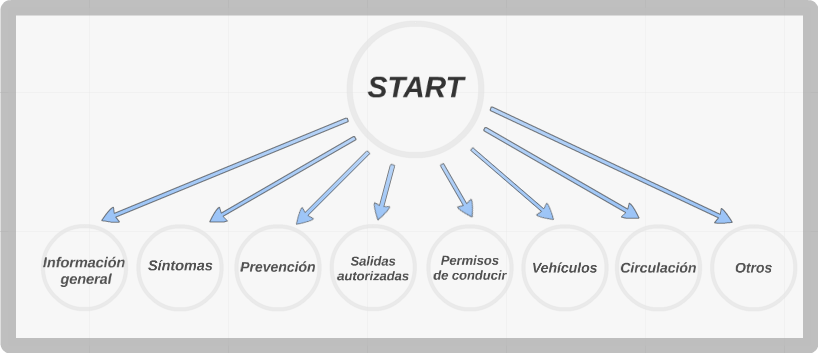 START
Información
general
Síntomas
Prevención
Salidas
autorizadas
Permisos
de conducir
Vehículos
Circulación
Otros